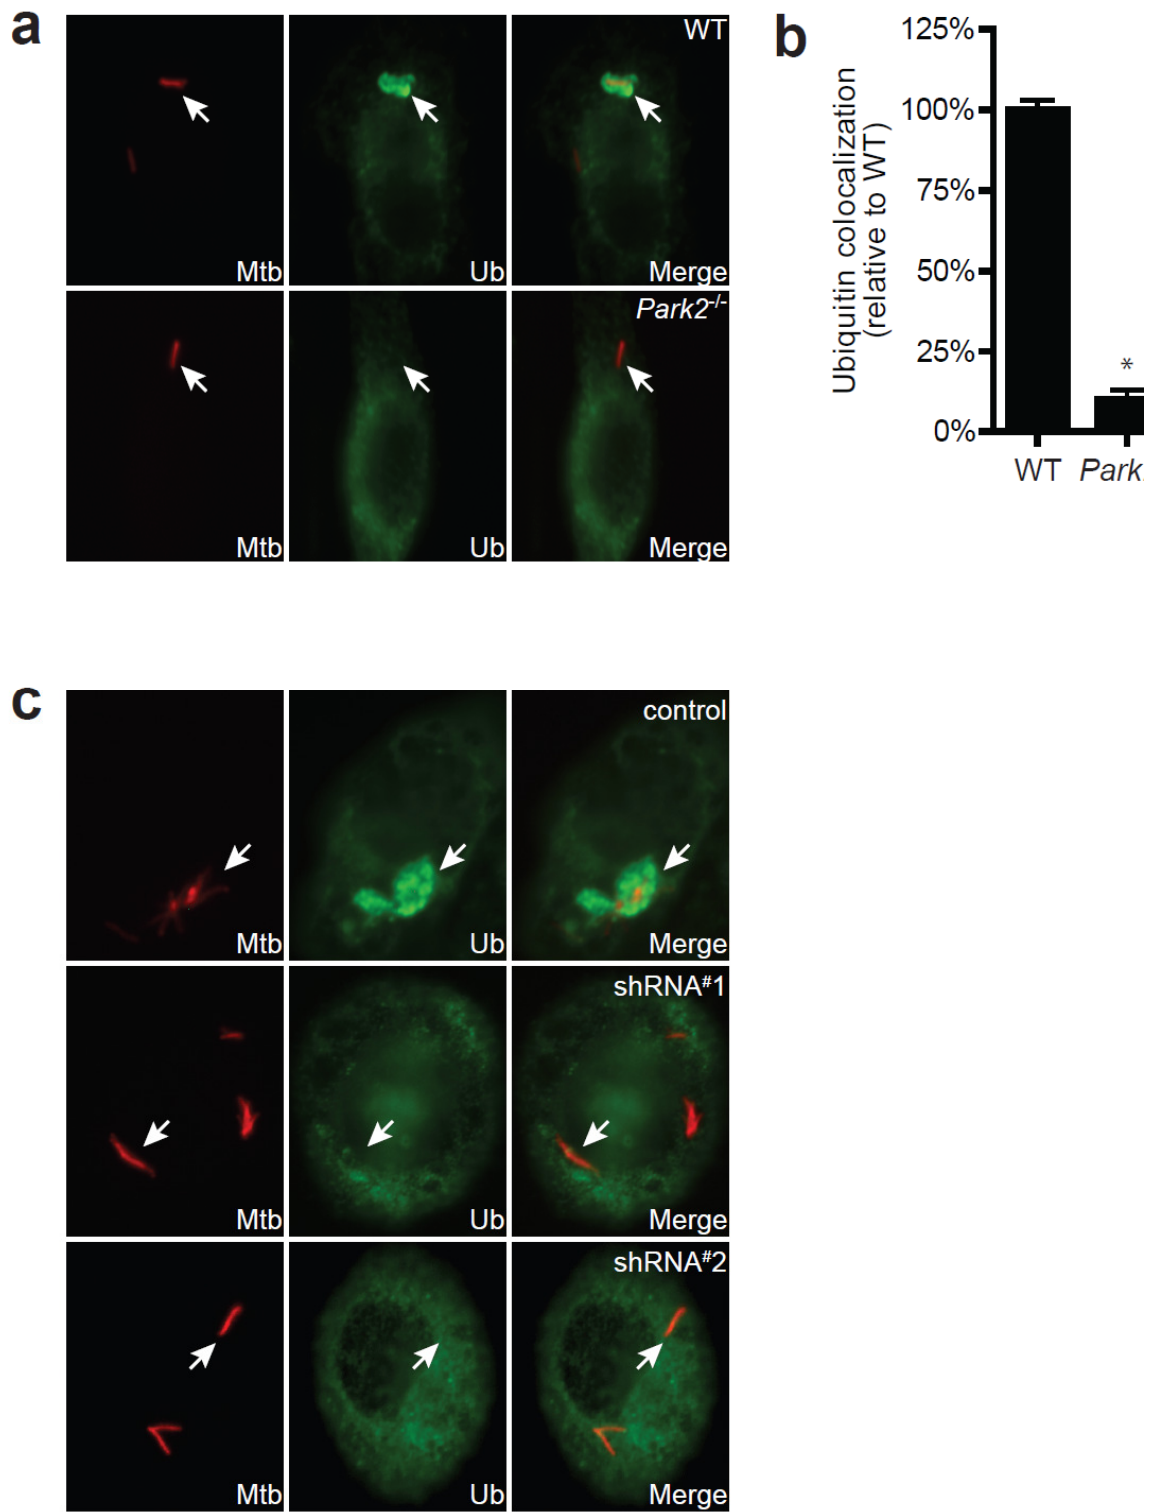 a
WT
Mtb
Ub
Merge
Park2-/-
Mtb
Ub
Merge
b
Ubiquitin colocalization
(relative to WT)
125%
100%
75%
50%
25%
0%
*
WT
Park
c
control
Mtb
Ub
Merge
shRNA#1
Mtb
Ub
Merge
shRNA#2
Mtb
Ub
Merge